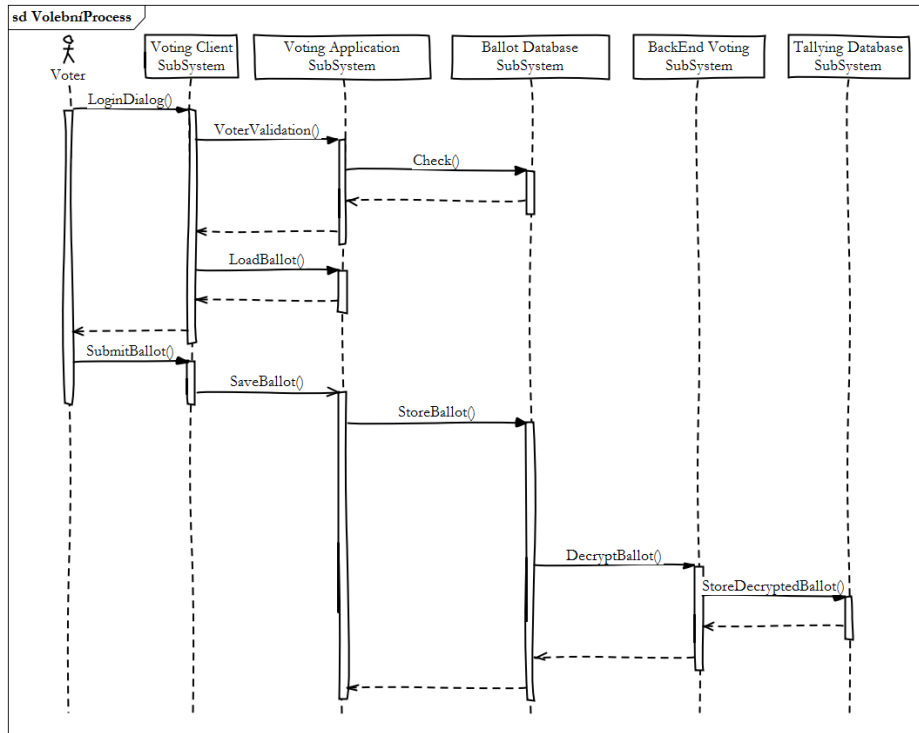 sd VolebníProcess
Voter
Voting Client
SubSystem
Voting Application
SubSystem
Ballot Database
SubSystem
BackEnd Voting
SubSystem
Tallying Database
SubSystem
LoginDialog()
VoterValidation()
Check()
LoadBallot()
SubmitBallot()
SaveBallot()
StoreBallot()
DecryptBallot()
StoreDecryptedBallot()